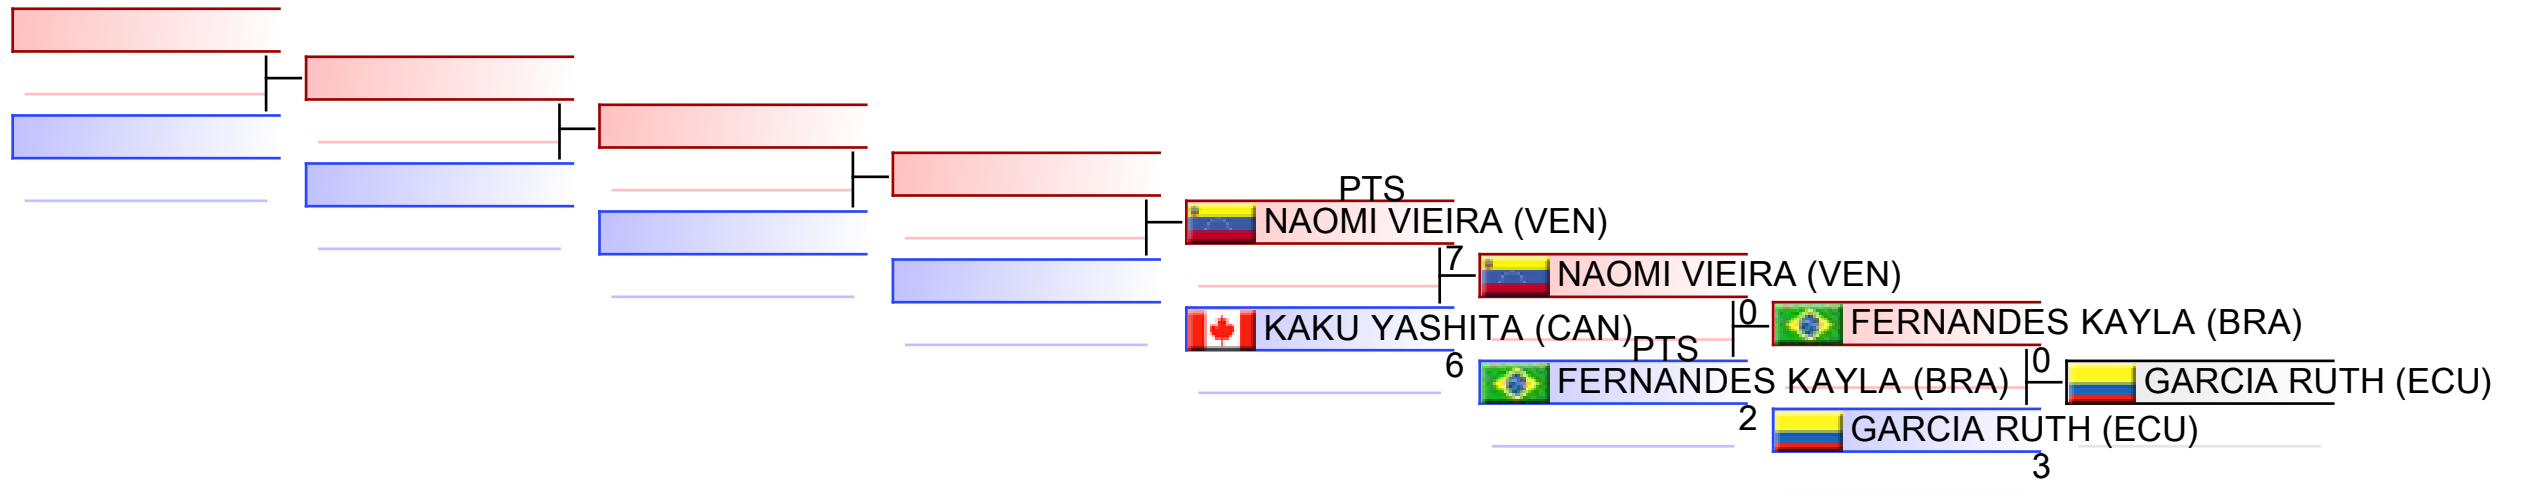 PTS
NAOMI VIEIRA (VEN)
7
NAOMI VIEIRA (VEN)
0
FERNANDES KAYLA (BRA)
KAKU YASHITA (CAN)
PTS
6
FERNANDES KAYLA (BRA)
0
GARCIA RUTH (ECU)
2
GARCIA RUTH (ECU)
3